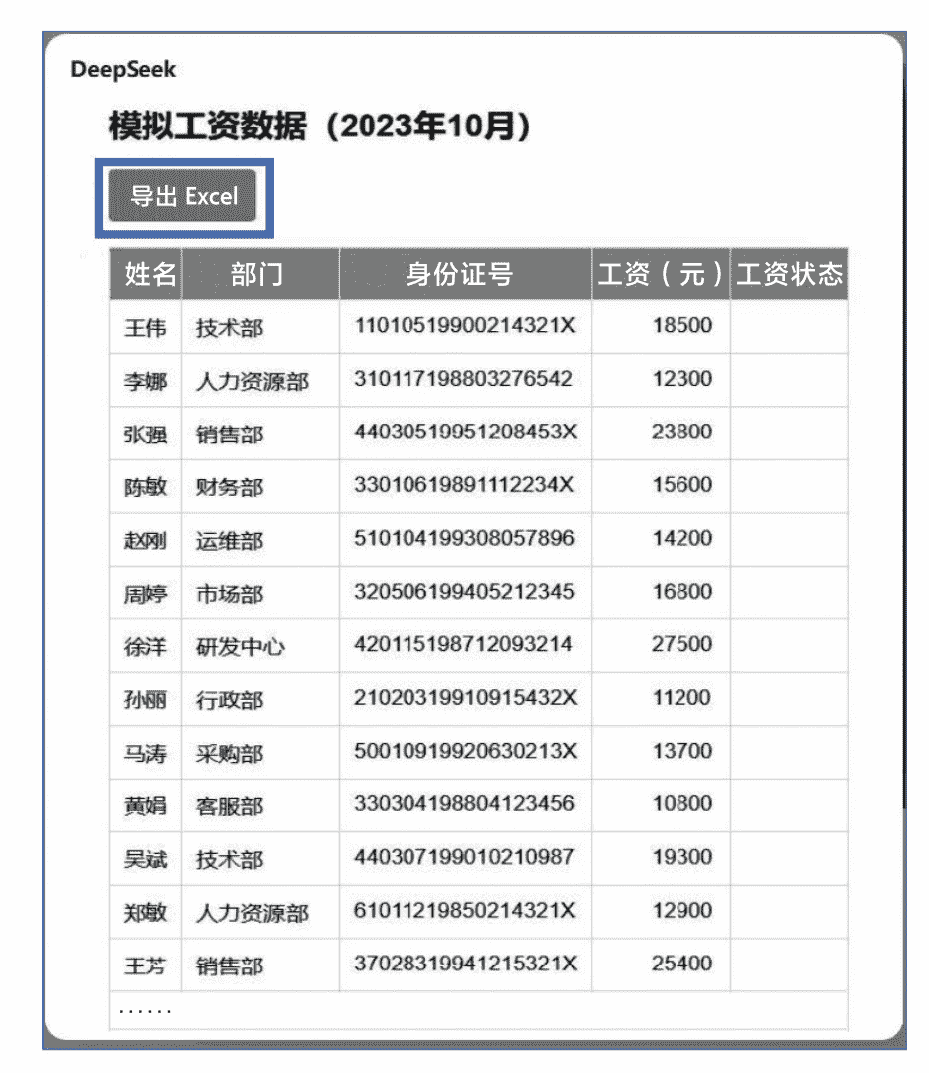 DeepSeek
模拟工资数据（2023年10月）
导出 Excel
姓名 部门 身份证号 工资（元） 工资状态
王伟 技术部 11010519900214321X 18500
李娜 人力资源部 310117198803276542 12300
张强 销售部 44030519951208453X 23800
陈敏 财务部 33010619891112234X 15600
赵刚 运维部 510104199308057896 14200
周婷 市场部 320506199405212345 16800
徐洋 研发中心 420115198712093214 27500
孙丽 行政部 21020319910915432X 11200
马涛 采购部 50010919920630213X 13700
黄娟 客服部 330304198804123456 10800
吴斌 技术部 440307199010210987 19300
郑敏 人力资源部 61011219850214321X 12900
王芳 销售部 37028319941215321X 25400
······